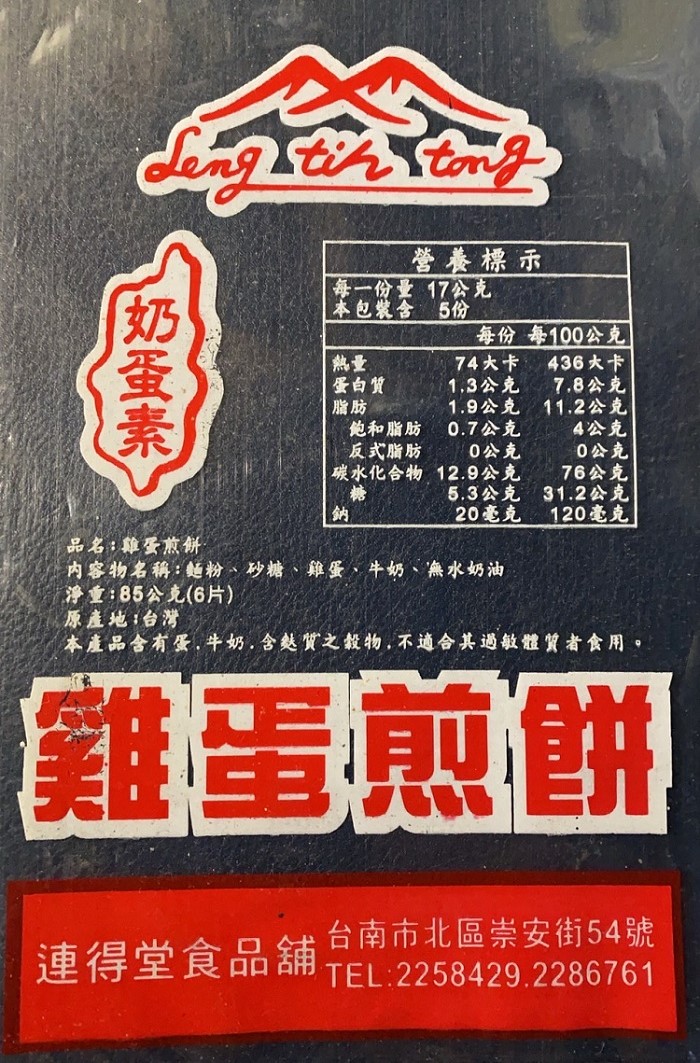 Leng tih tong
奶蛋素
營養標示
每一份量 17公克
本包裝含 5份
每份 每100公克
熱量 74大卡 436大卡
蛋白質 1.3公克 7.8公克
脂肪 1.9公克 11.2公克
飽和脂肪 0.7公克 4公克
反式脂肪 0公克 0公克
碳水化合物 12.9公克 76公克
糖 5.3公克 31.2公克
鈉 20毫克 120毫克
品名:雞蛋煎餅
內容物名稱:麵粉、砂糖、雞蛋、牛奶、無水奶油
淨重:85公克(6片)
原產地:台灣
本產品含有蛋.牛奶.含麩質之穀物,不適合其過敏體質者食用。
雞蛋煎餅
連得堂食品舖
台南市北區崇安街54號
TEL:2258429.2286761